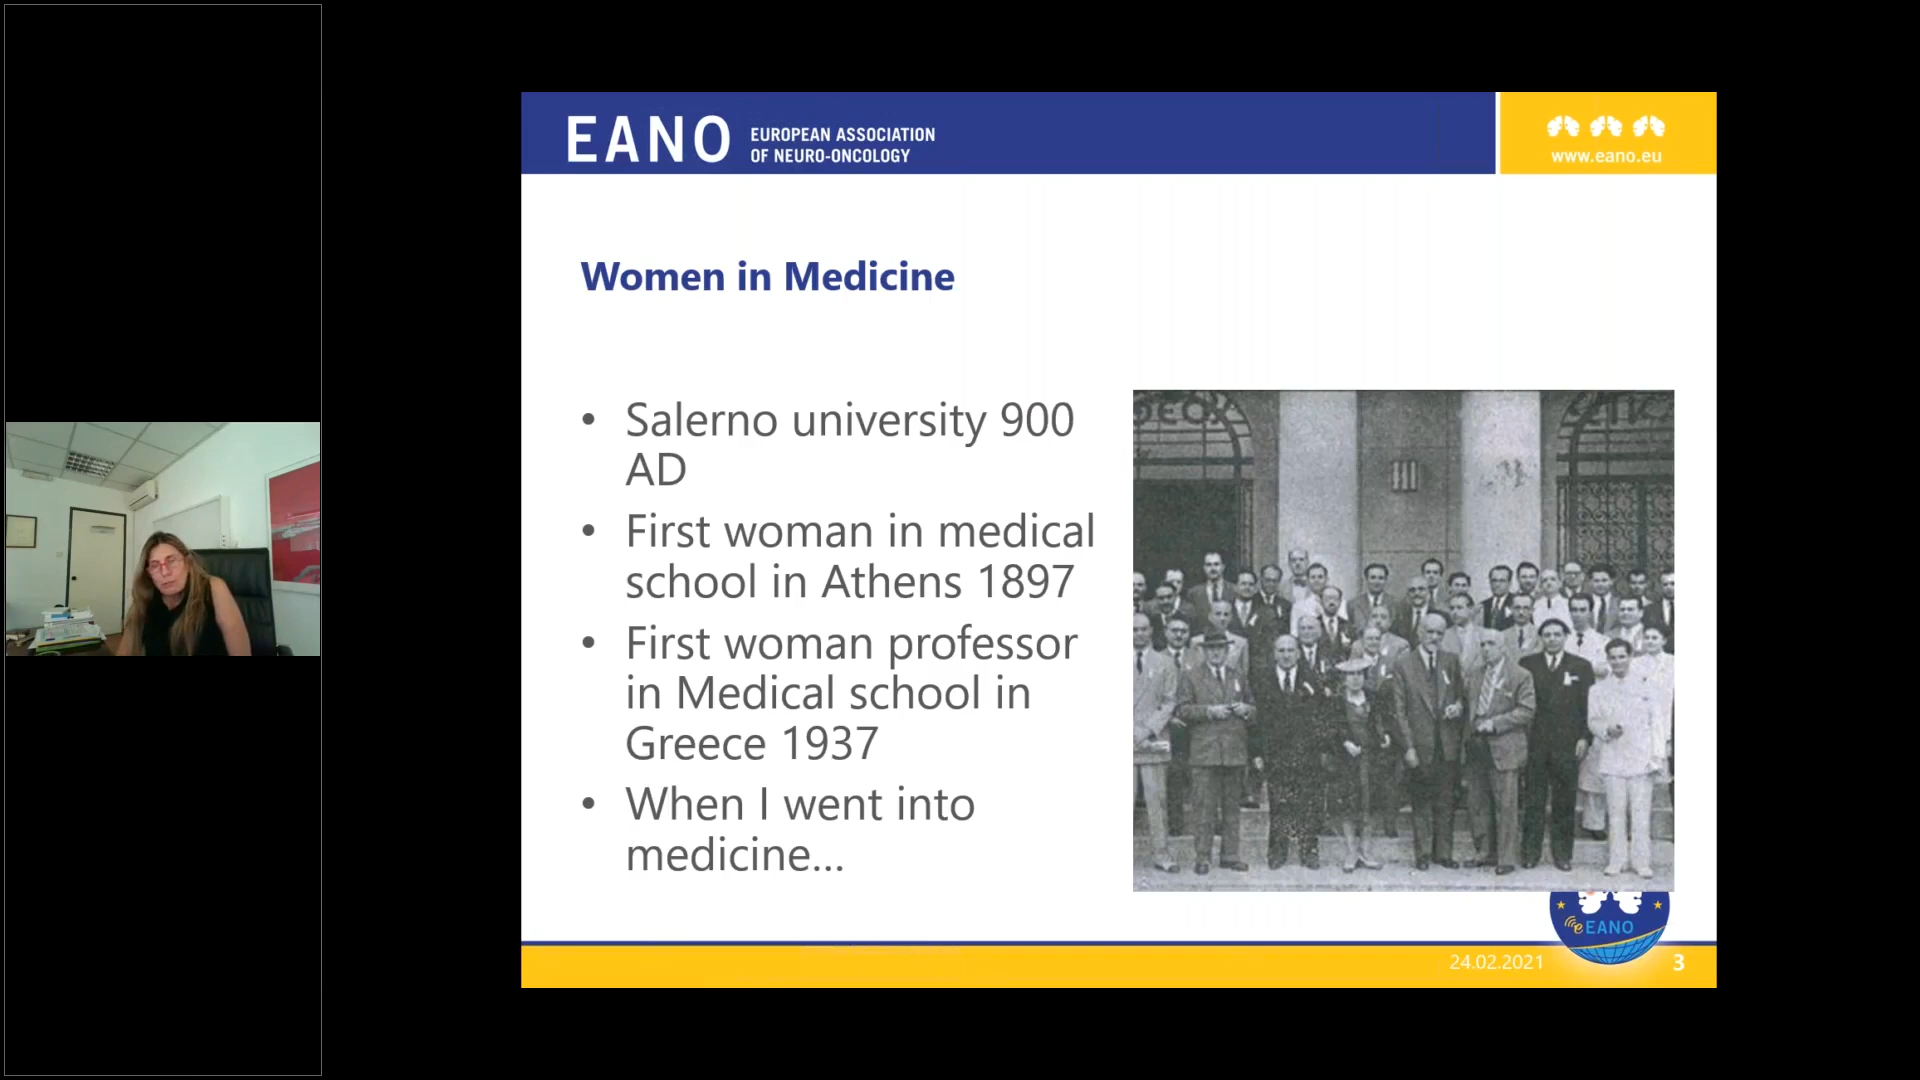 EANO
EUROPEAN ASSOCIATION
OF NEURO-ONCOLOGY
www.eano.eu
Women in Medicine
• Salerno university 900
AD
• First woman in medical
school in Athens 1897
• First woman professor
in Medical school in
Greece 1937
• When I went into
medicine...
eEANO
24.02.2021
3